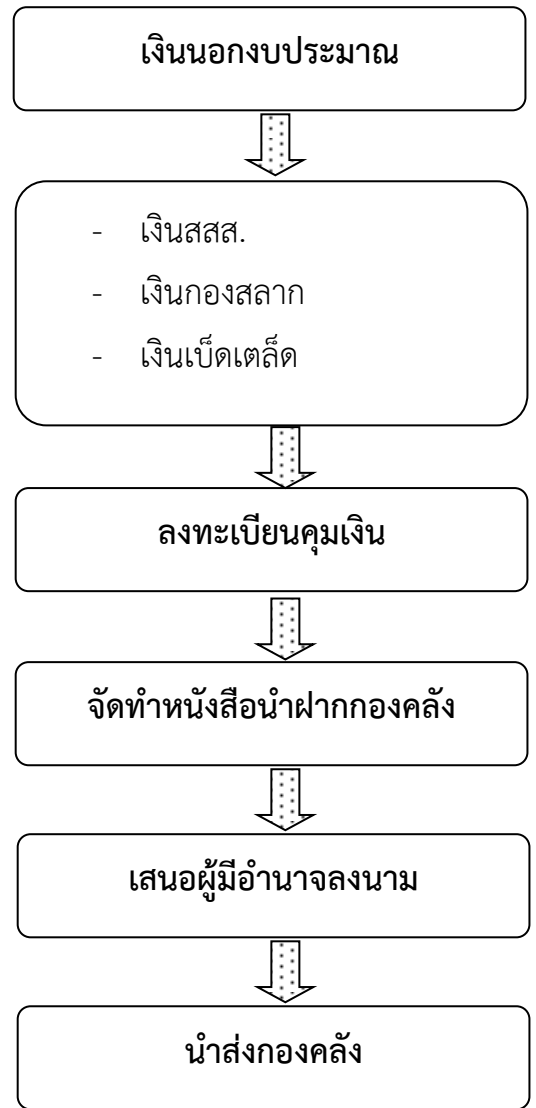 เงินนอกงบประมาณ
- เงินสสส.
- เงินกองสลาก
- เงินเบ็ดเตล็ด
ลงทะเบียนคุมเงิน
จัดทำหนังสือนำฝากกองคลัง
เสนอผู้มีอำนาจลงนาม
นำส่งกองคลัง